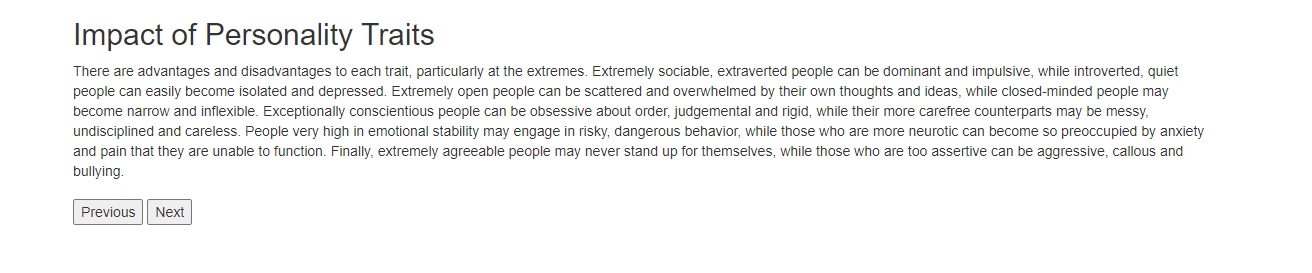 Impact of Personality Traits
There are advantages and disadvantages to each trait, particularly at the extremes. Extremely sociable, extraverted people can be dominant and impulsive, while introverted, quiet
people can easily become isolated and depressed. Extremely open people can be scattered and overwhelmed by their own thoughts and ideas, while closed-minded people may
become narrow and inflexible. Exceptionally conscientious people can be obsessive about order, judgemental and rigid, while their more carefree counterparts may be messy,
undisciplined and careless. People very high in emotional stability may engage in risky, dangerous behavior, while those who are more neurotic can become so preoccupied by anxiety
and pain that they are unable to function. Finally, extremely agreeable people may never stand up for themselves, while those who are too assertive can be aggressive, callous and
bullying.
Previous Next